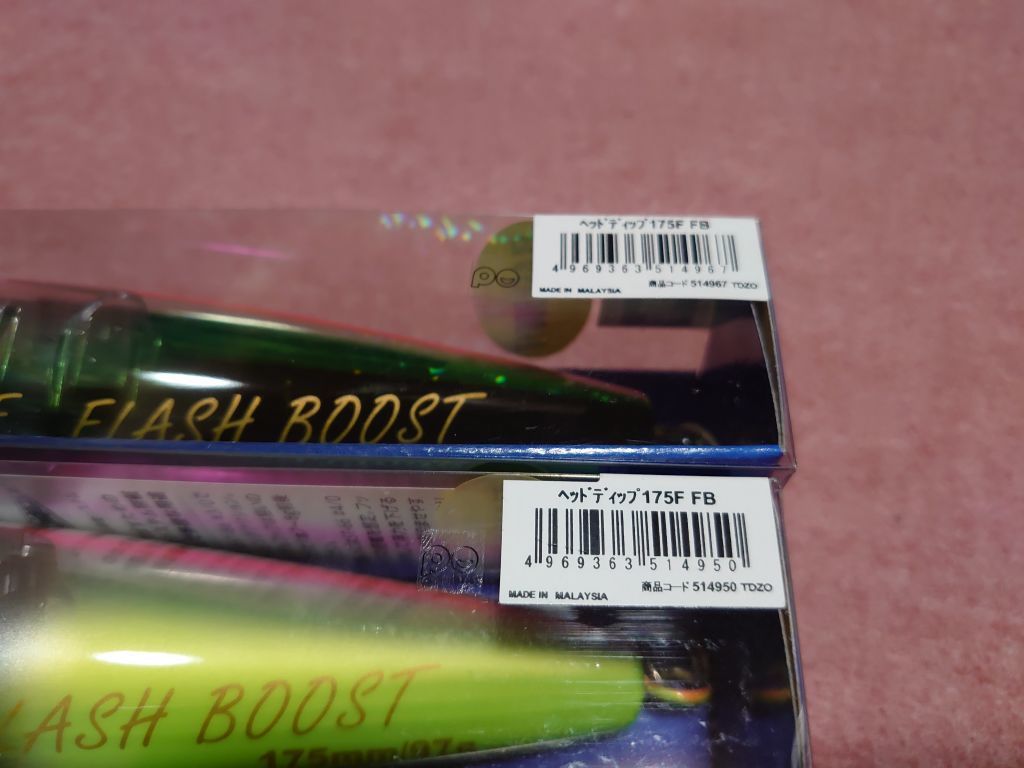 ヘッドディップ175F FB
4 969363 514967
MADE IN MALAYSIA 商品コード 514967 TDZO
FLASH BOOST
ヘッドディップ175F FB
4 969363 514950
MADE IN MALAYSIA 商品コード 514950 TDZO
LASH BOOST